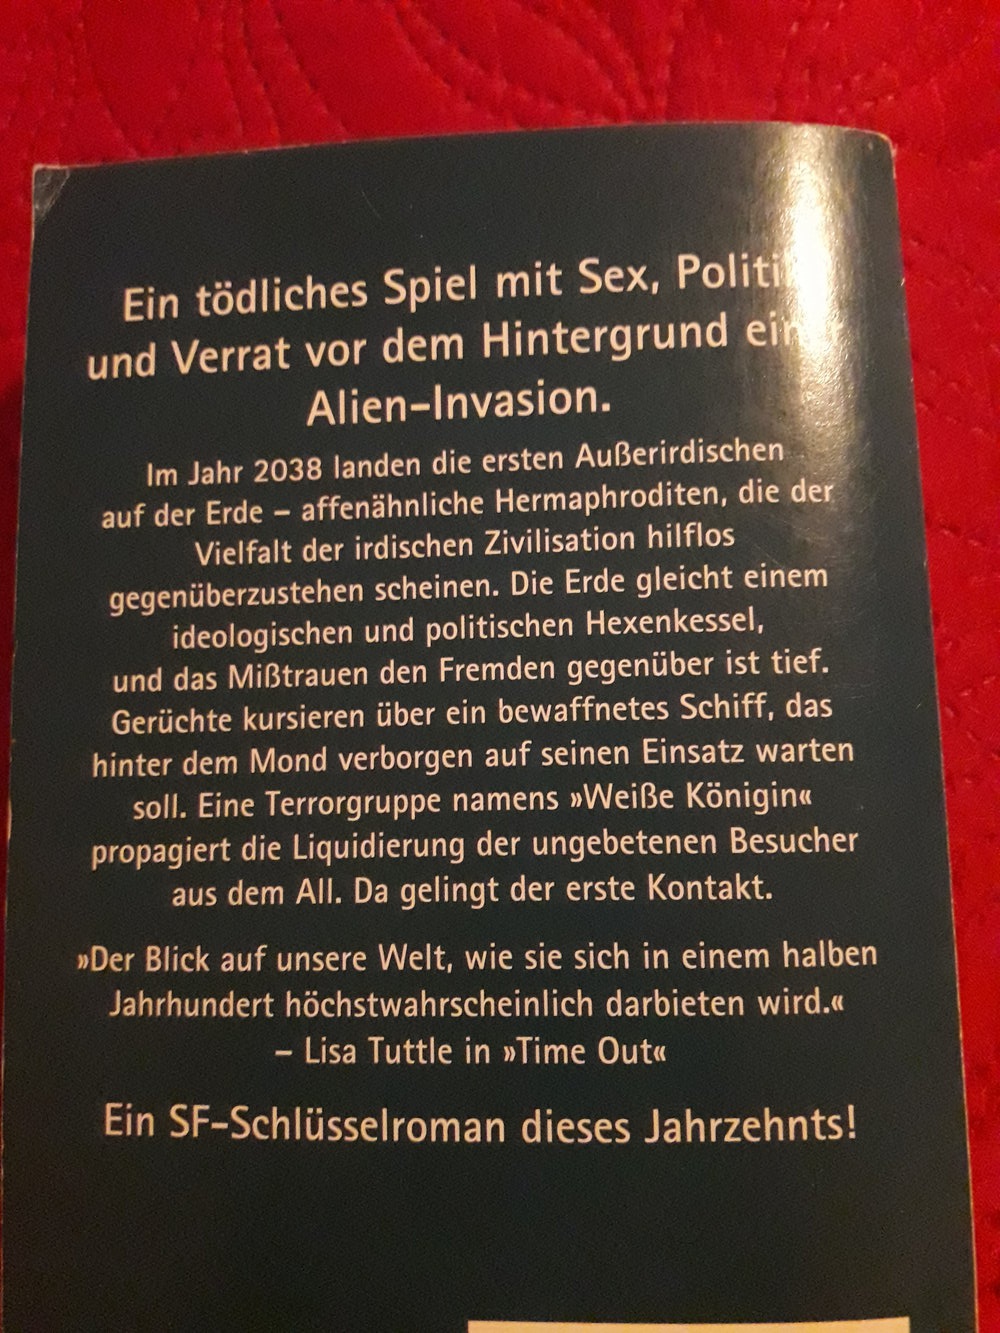 Ein tödliches Spiel mit Sex, Politik
und Verrat vor dem Hintergrund einer
Alien-Invasion.
Im Jahr 2038 landen die ersten Außerirdischen
auf der Erde – affenähnliche Hermaphroditen, die der
Vielfalt der irdischen Zivilisation hilflos
gegenüberzustehen scheinen. Die Erde gleicht einem
ideologischen und politischen Hexenkessel,
und das Mißtrauen den Fremden gegenüber ist tief.
Gerüchte kursieren über ein bewaffnetes Schiff, das
hinter dem Mond verborgen auf seinen Einsatz warten
soll. Eine Terrorgruppe namens »Weiße Königin«
propagiert die Liquidierung der ungebetenen Besucher
aus dem All. Da gelingt der erste Kontakt.
»Der Blick auf unsere Welt, wie sie sich in einem halben
Jahrhundert höchstwahrscheinlich darbieten wird.«
– Lisa Tuttle in »Time Out«
Ein SF-Schlüsselroman dieses Jahrzehnts!